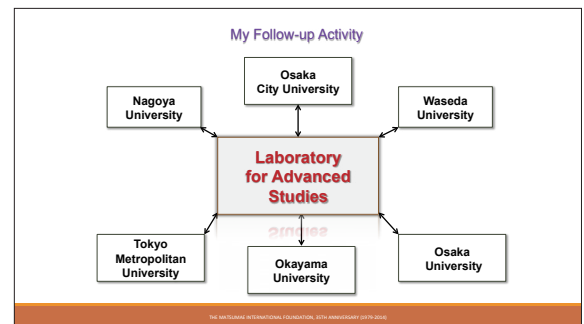 My Follow-up Activity
Osaka
City University
Nagoya
University
Waseda
University
Laboratory
for Advanced
Studies
Tokyo
Metropolitan
University
Okayama
University
Osaka
University
THE MATSUMAE INTERNATIONAL FOUNDATION, 35TH ANNIVERSARY (1979-2014)